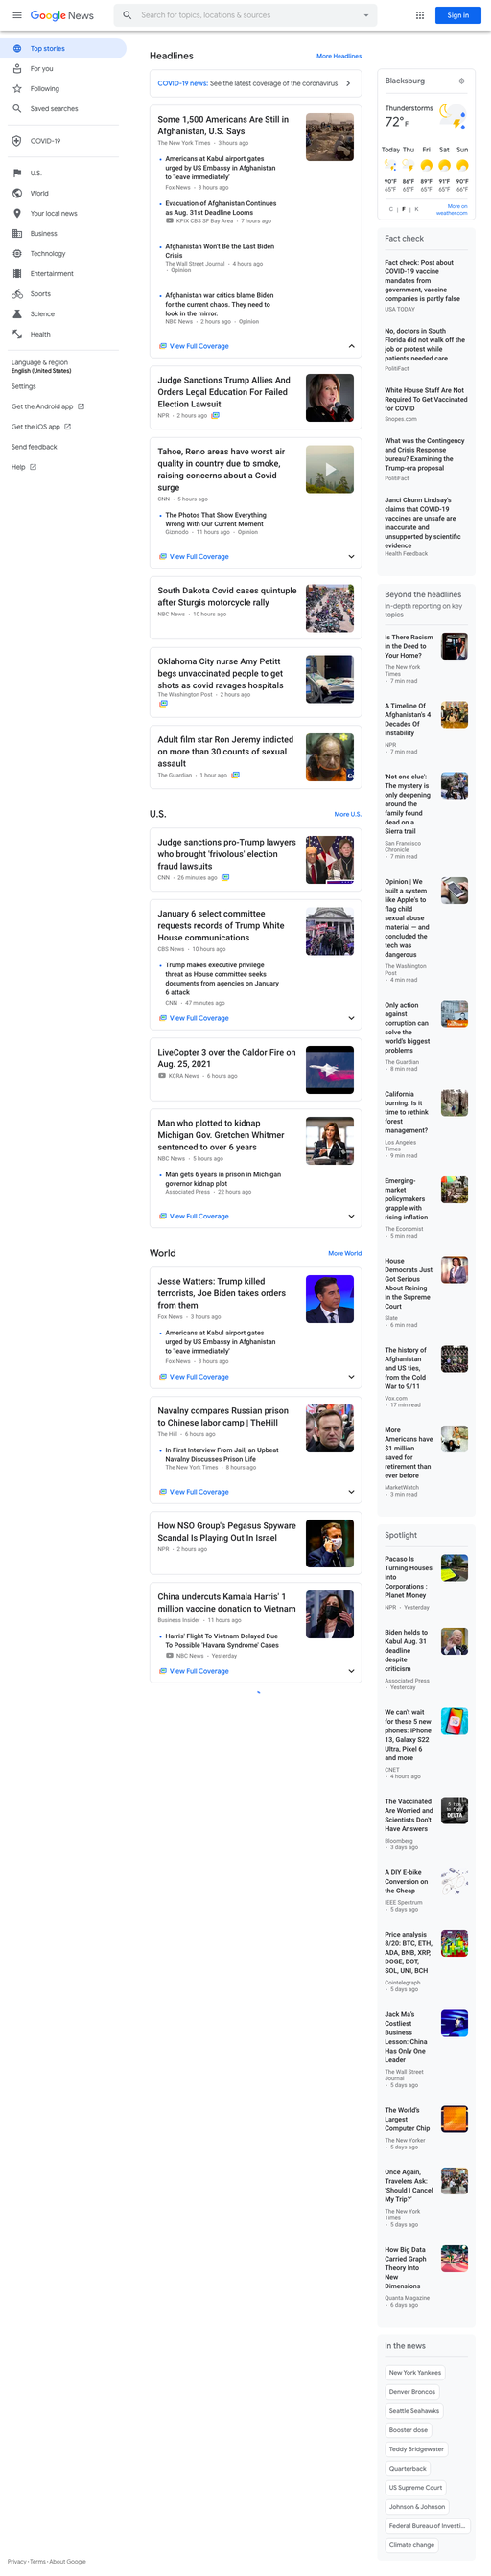 Google News
Search for topics, locations & sources
Sign in
Top stories
For you
Following
Saved searches
COVID-19
U.S.
World
Your local news
Business
Technology
Entertainment
Sports
Science
Health
Language & region
English (United States)
Settings
Get the Android app
Get the iOS app
Send feedback
Help
Headlines
More Headlines
COVID-19 news: See the latest coverage of the coronavirus
Some 1,500 Americans Are Still in
Afghanistan, U.S. Says
The New York Times · 3 hours ago
Americans at Kabul airport gates
urged by US Embassy in Afghanistan
to 'leave immediately'
Fox News · 3 hours ago
Evacuation of Afghanistan Continues
as Aug. 31st Deadline Looms
KPIX CBS SF Bay Area · 7 hours ago
Afghanistan Won't Be the Last Biden
Crisis
The Wall Street Journal · 4 hours ago
· Opinion
Afghanistan war critics blame Biden
for the current chaos. They need to
look in the mirror.
NBC News · 2 hours ago · Opinion
View Full Coverage
Judge Sanctions Trump Allies And
Orders Legal Education For Failed
Election Lawsuit
NPR · 2 hours ago
Tahoe, Reno areas have worst air
quality in country due to smoke,
raising concerns about a Covid
surge
CNN · 5 hours ago
The Photos That Show Everything
Wrong With Our Current Moment
Gizmodo · 11 hours ago · Opinion
View Full Coverage
South Dakota Covid cases quintuple
after Sturgis motorcycle rally
NBC News · 10 hours ago
Oklahoma City nurse Amy Petitt
begs unvaccinated people to get
shots as covid ravages hospitals
The Washington Post · 2 hours ago
Adult film star Ron Jeremy indicted
on more than 30 counts of sexual
assault
The Guardian · 1 hour ago
U.S.
More U.S.
Judge sanctions pro-Trump lawyers
who brought 'frivolous' election
fraud lawsuits
CNN · 26 minutes ago
January 6 select committee
requests records of Trump White
House communications
CBS News · 10 hours ago
Trump makes executive privilege
threat as House committee seeks
documents from agencies on January
6 attack
CNN · 47 minutes ago
View Full Coverage
LiveCopter 3 over the Caldor Fire on
Aug. 25, 2021
KCRA News · 6 hours ago
Man who plotted to kidnap
Michigan Gov. Gretchen Whitmer
sentenced to over 6 years
NBC News · 5 hours ago
Man gets 6 years in prison in Michigan
governor kidnap plot
Associated Press · 22 hours ago
View Full Coverage
World
More World
Jesse Watters: Trump killed
terrorists, Joe Biden takes orders
from them
Fox News · 3 hours ago
Americans at Kabul airport gates
urged by US Embassy in Afghanistan
to 'leave immediately'
Fox News · 3 hours ago
View Full Coverage
Navalny compares Russian prison
to Chinese labor camp | TheHill
The Hill · 6 hours ago
In First Interview From Jail, an Upbeat
Navalny Discusses Prison Life
The New York Times · 8 hours ago
View Full Coverage
How NSO Group's Pegasus Spyware
Scandal Is Playing Out In Israel
NPR · 2 hours ago
China undercuts Kamala Harris' 1
million vaccine donation to Vietnam
Business Insider · 11 hours ago
Harris' Flight To Vietnam Delayed Due
To Possible 'Havana Syndrome' Cases
NBC News · Yesterday
View Full Coverage
Blacksburg
Thunderstorms
72°F
Today Thu Fri Sat Sun
90°F 86°F 89°F 91°F 90°F
65°F 65°F 65°F 65°F 66°F
C | F | K
More on
weather.com
Fact check
Fact check: Post about
COVID-19 vaccine
mandates from
government, vaccine
companies is partly false
USA TODAY
No, doctors in South
Florida did not walk off the
job or protest while
patients needed care
PolitiFact
White House Staff Are Not
Required To Get Vaccinated
for COVID
Snopes.com
What was the Contingency
and Crisis Response
bureau? Examining the
Trump-era proposal
PolitiFact
Janci Chunn Lindsay's
claims that COVID-19
vaccines are unsafe are
inaccurate and
unsupported by scientific
evidence
Health Feedback
Beyond the headlines
In-depth reporting on key
topics
Is There Racism
in the Deed to
Your Home?
The New York
Times
· 7 min read
A Timeline Of
Afghanistan's 4
Decades Of
Instability
NPR
· 7 min read
'Not one clue':
The mystery is
only deepening
around the
family found
dead on a
Sierra trail
San Francisco
Chronicle
· 7 min read
Opinion | We
built a system
like Apple's to
flag child
sexual abuse
material — and
concluded the
tech was
dangerous
The Washington
Post
· 4 min read
Only action
against
corruption can
solve the
world's biggest
problems
The Guardian
· 8 min read
California
burning: Is it
time to rethink
forest
management?
Los Angeles
Times
· 9 min read
Emerging-
market
policymakers
grapple with
rising inflation
The Economist
· 5 min read
House
Democrats Just
Got Serious
About Reining
In the Supreme
Court
Slate
· 6 min read
The history of
Afghanistan
and US ties,
from the Cold
War to 9/11
Vox.com
· 17 min read
More
Americans have
$1 million
saved for
retirement than
ever before
MarketWatch
· 3 min read
Spotlight
Pacaso Is
Turning Houses
Into
Corporations :
Planet Money
NPR · Yesterday
Biden holds to
Kabul Aug. 31
deadline
despite
criticism
Associated Press
· Yesterday
We can't wait
for these 5 new
phones: iPhone
13, Galaxy S22
Ultra, Pixel 6
and more
CNET
· 4 hours ago
The Vaccinated
Are Worried and
Scientists Don't
Have Answers
Bloomberg
· 3 days ago
A DIY E-bike
Conversion on
the Cheap
IEEE Spectrum
· 5 days ago
Price analysis
8/20: BTC, ETH,
ADA, BNB, XRP,
DOGE, DOT,
SOL, UNI, BCH
Cointelegraph
· 5 days ago
Jack Ma's
Costliest
Business
Lesson: China
Has Only One
Leader
The Wall Street
Journal
· 5 days ago
The World's
Largest
Computer Chip
The New Yorker
· 5 days ago
Once Again,
Travelers Ask:
'Should I Cancel
My Trip?'
The New York
Times
· 5 days ago
How Big Data
Carried Graph
Theory Into
New
Dimensions
Quanta Magazine
· 6 days ago
In the news
New York Yankees
Denver Broncos
Seattle Seahawks
Booster dose
Teddy Bridgewater
Quarterback
US Supreme Court
Johnson & Johnson
Federal Bureau of Investi...
Climate change
Privacy · Terms · About Google